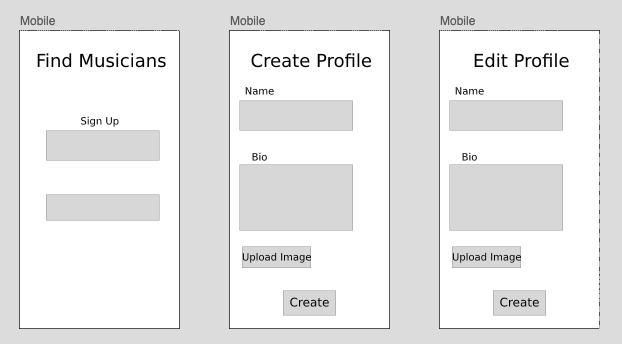 Mobile
Find Musicians
Sign Up
Mobile
Create Profile
Name
Bio
Upload Image
Create
Mobile
Edit Profile
Name
Bio
Upload Image
Create